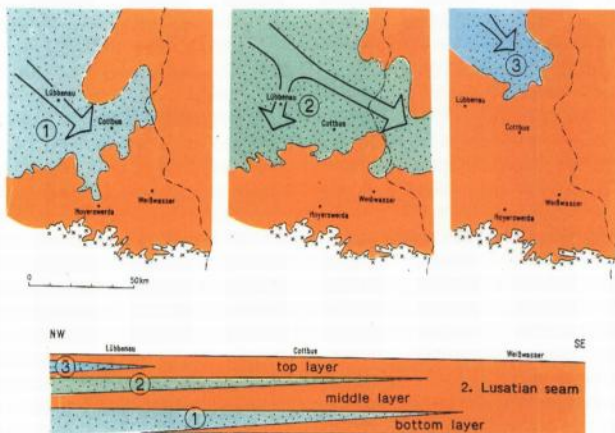 Lübbenau
①
Cottbus
Hoyerswerda
Weißwasser
0 50km
Lübbenau
②
Cottbus
Hoyerswerda
Weißwasser
③
Lübbenau
Cottbus
Hoyerswerda
Weißwasser
NW SE
Lübbenau Cottbus Weißwasser
③ top layer
② 2. Lusatian seam
middle layer
① bottom layer